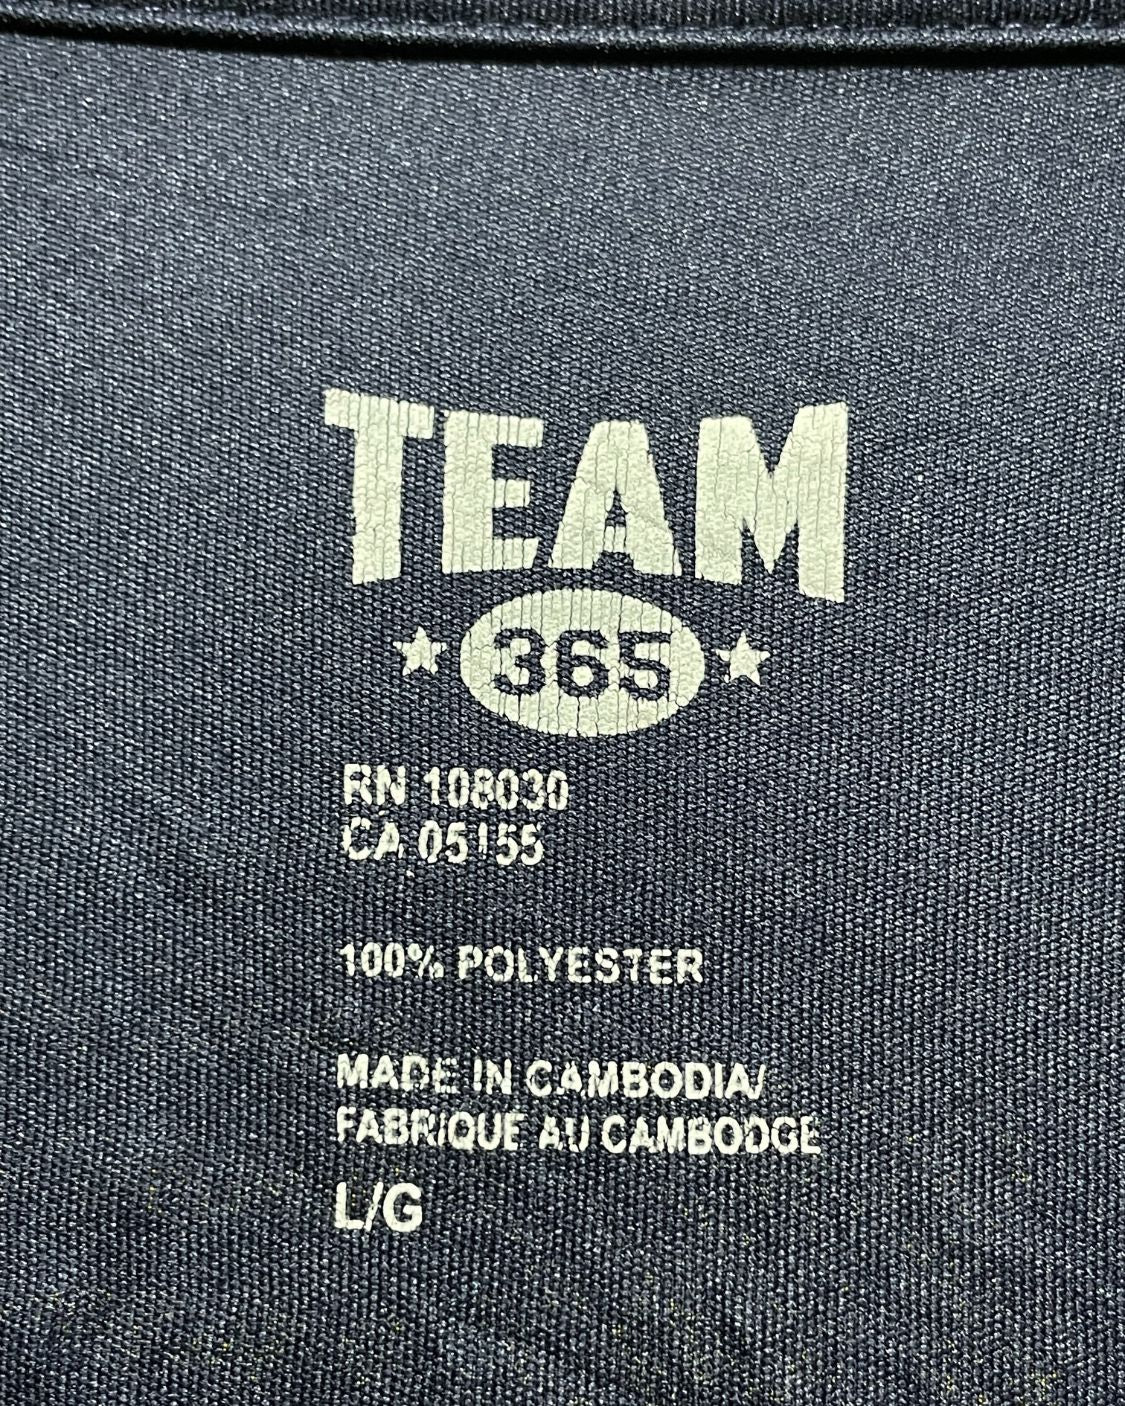 TEAM
365
RN 108030
CA 05155
100% POLYESTER
MADE IN CAMBODIA/
FABRIQUE AU CAMBODGE
L/G